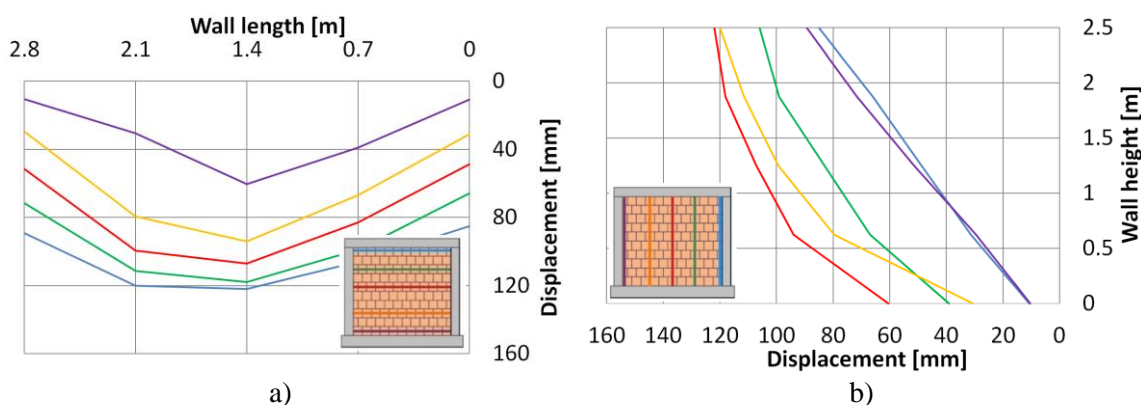 Wall length [m]
2.8 2.1 1.4 0.7 0
0
40
80
120
160
Displacement [mm]
a)
2.5
2
1.5
1
0.5
0
Wall height [m]
160 140 120 100 80 60 40 20 0
Displacement [mm]
b)